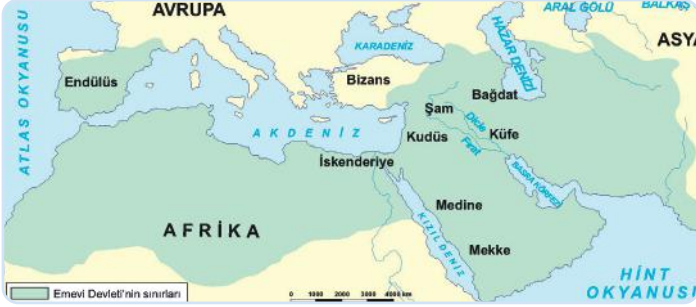 AVRUPA
ARAL GÖLÜ
BALKAŞ
ASYA
ATLAS OKYANUSU
KARADENİZ
HAZAR DENİZİ
Endülüs
Bizans
Bağdat
Şam
Dicle
Küfe
Kudüs
Fırat
AKDENİZ
İskenderiye
BASRA KÖRFEZİ
Medine
KIZILDENİZ
AFRİKA
Mekke
HİNT
OKYANUSU
Emevi Devleti'nin sınırları
0 1000 2000 3000 4000 km